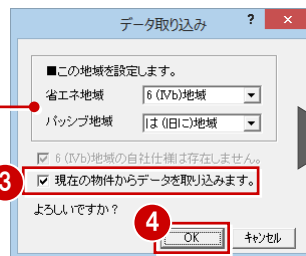 データ取り込み
? ×
■この地域を設定します。
省エネ地域 6 (Ⅳb)地域
パッシブ地域 は (旧に)地域
6 (Ⅳb)地域の自社仕様は存在しません。
3
現在の物件からデータを取り込みます。
よろしいですか?
4
OK キャンセル